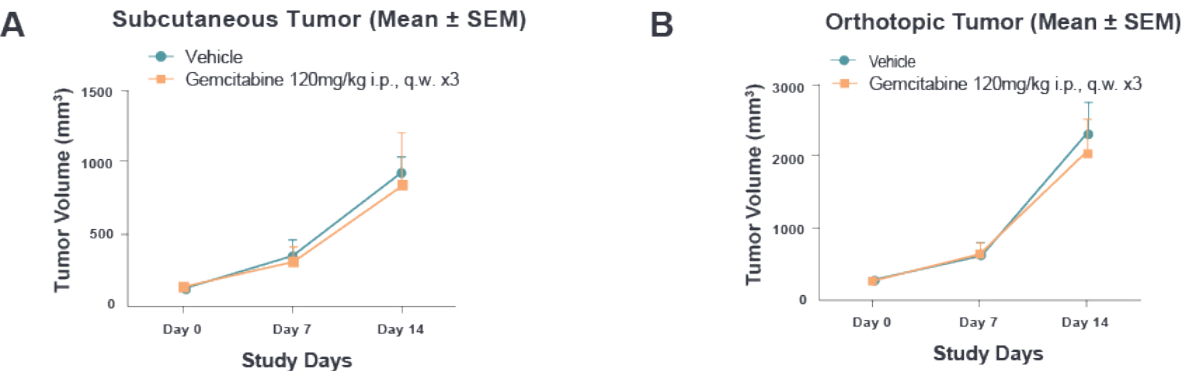 A
Subcutaneous Tumor (Mean ± SEM)
Vehicle
Gemcitabine 120mg/kg i.p., q.w. x3
Tumor Volume (mm³)
1500
1000
500
0
Day 0
Day 7
Day 14
Study Days
B
Orthotopic Tumor (Mean ± SEM)
Vehicle
Gemcitabine 120mg/kg i.p., q.w. x3
Tumor Volume (mm³)
3000
2000
1000
0
Day 0
Day 7
Day 14
Study Days